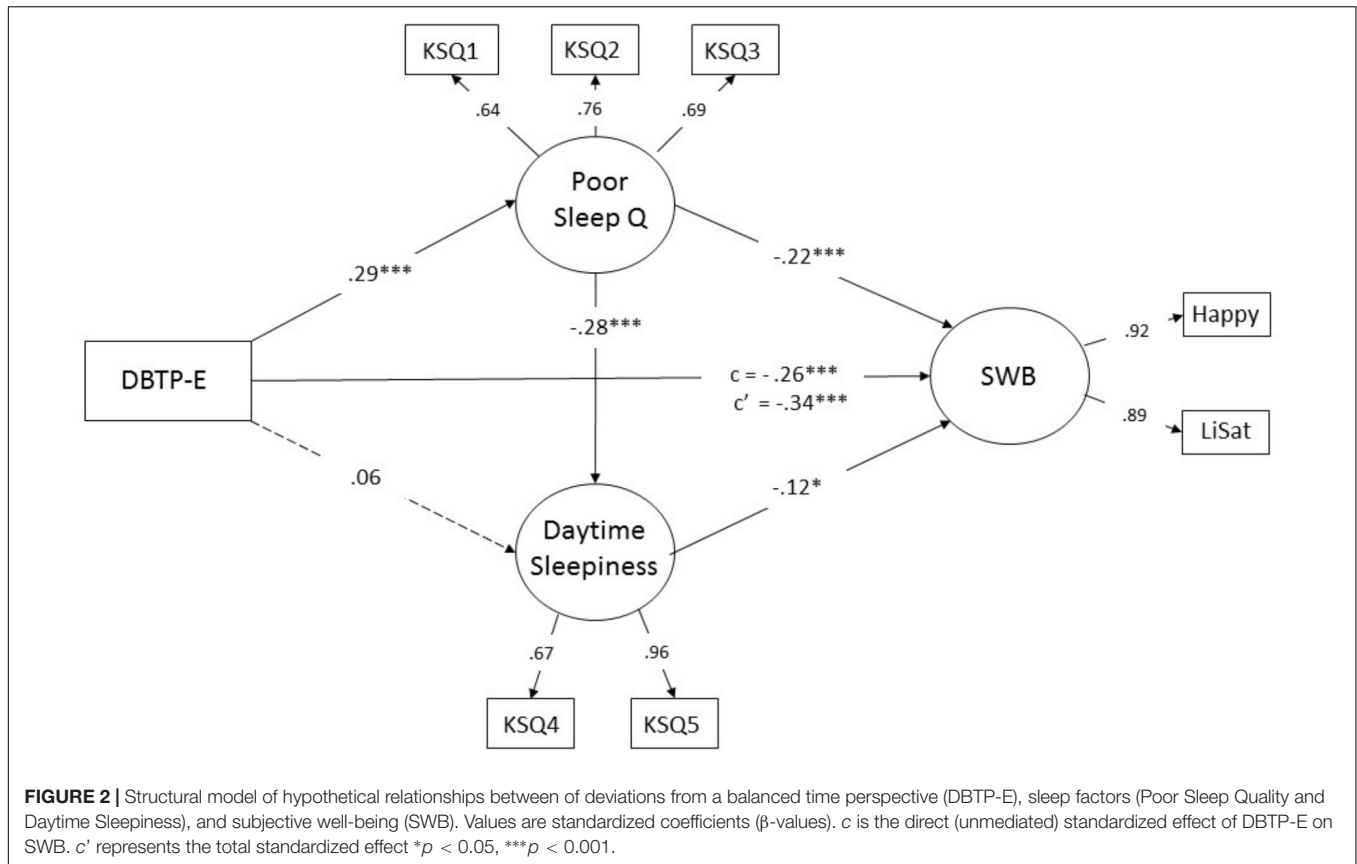 KSQ1 KSQ2 KSQ3
.64 .76 .69
Poor
Sleep Q
.29***
-.22***
-.28***
DBTP-E
c = -.26***
c' = -.34***
SWB
.92
Happy
.89
LiSat
.06
-.12*
Daytime
Sleepiness
.67 .96
KSQ4 KSQ5
FIGURE 2 | Structural model of hypothetical relationships between of deviations from a balanced time perspective (DBTP-E), sleep factors (Poor Sleep Quality and
Daytime Sleepiness), and subjective well-being (SWB). Values are standardized coefficients (β-values). c is the direct (unmediated) standardized effect of DBTP-E on
SWB. c' represents the total standardized effect *p < 0.05, ***p < 0.001.